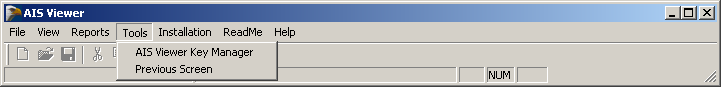 AIS Viewer
File View Reports Tools Installation ReadMe Help
AIS Viewer Key Manager
Previous Screen
NUM